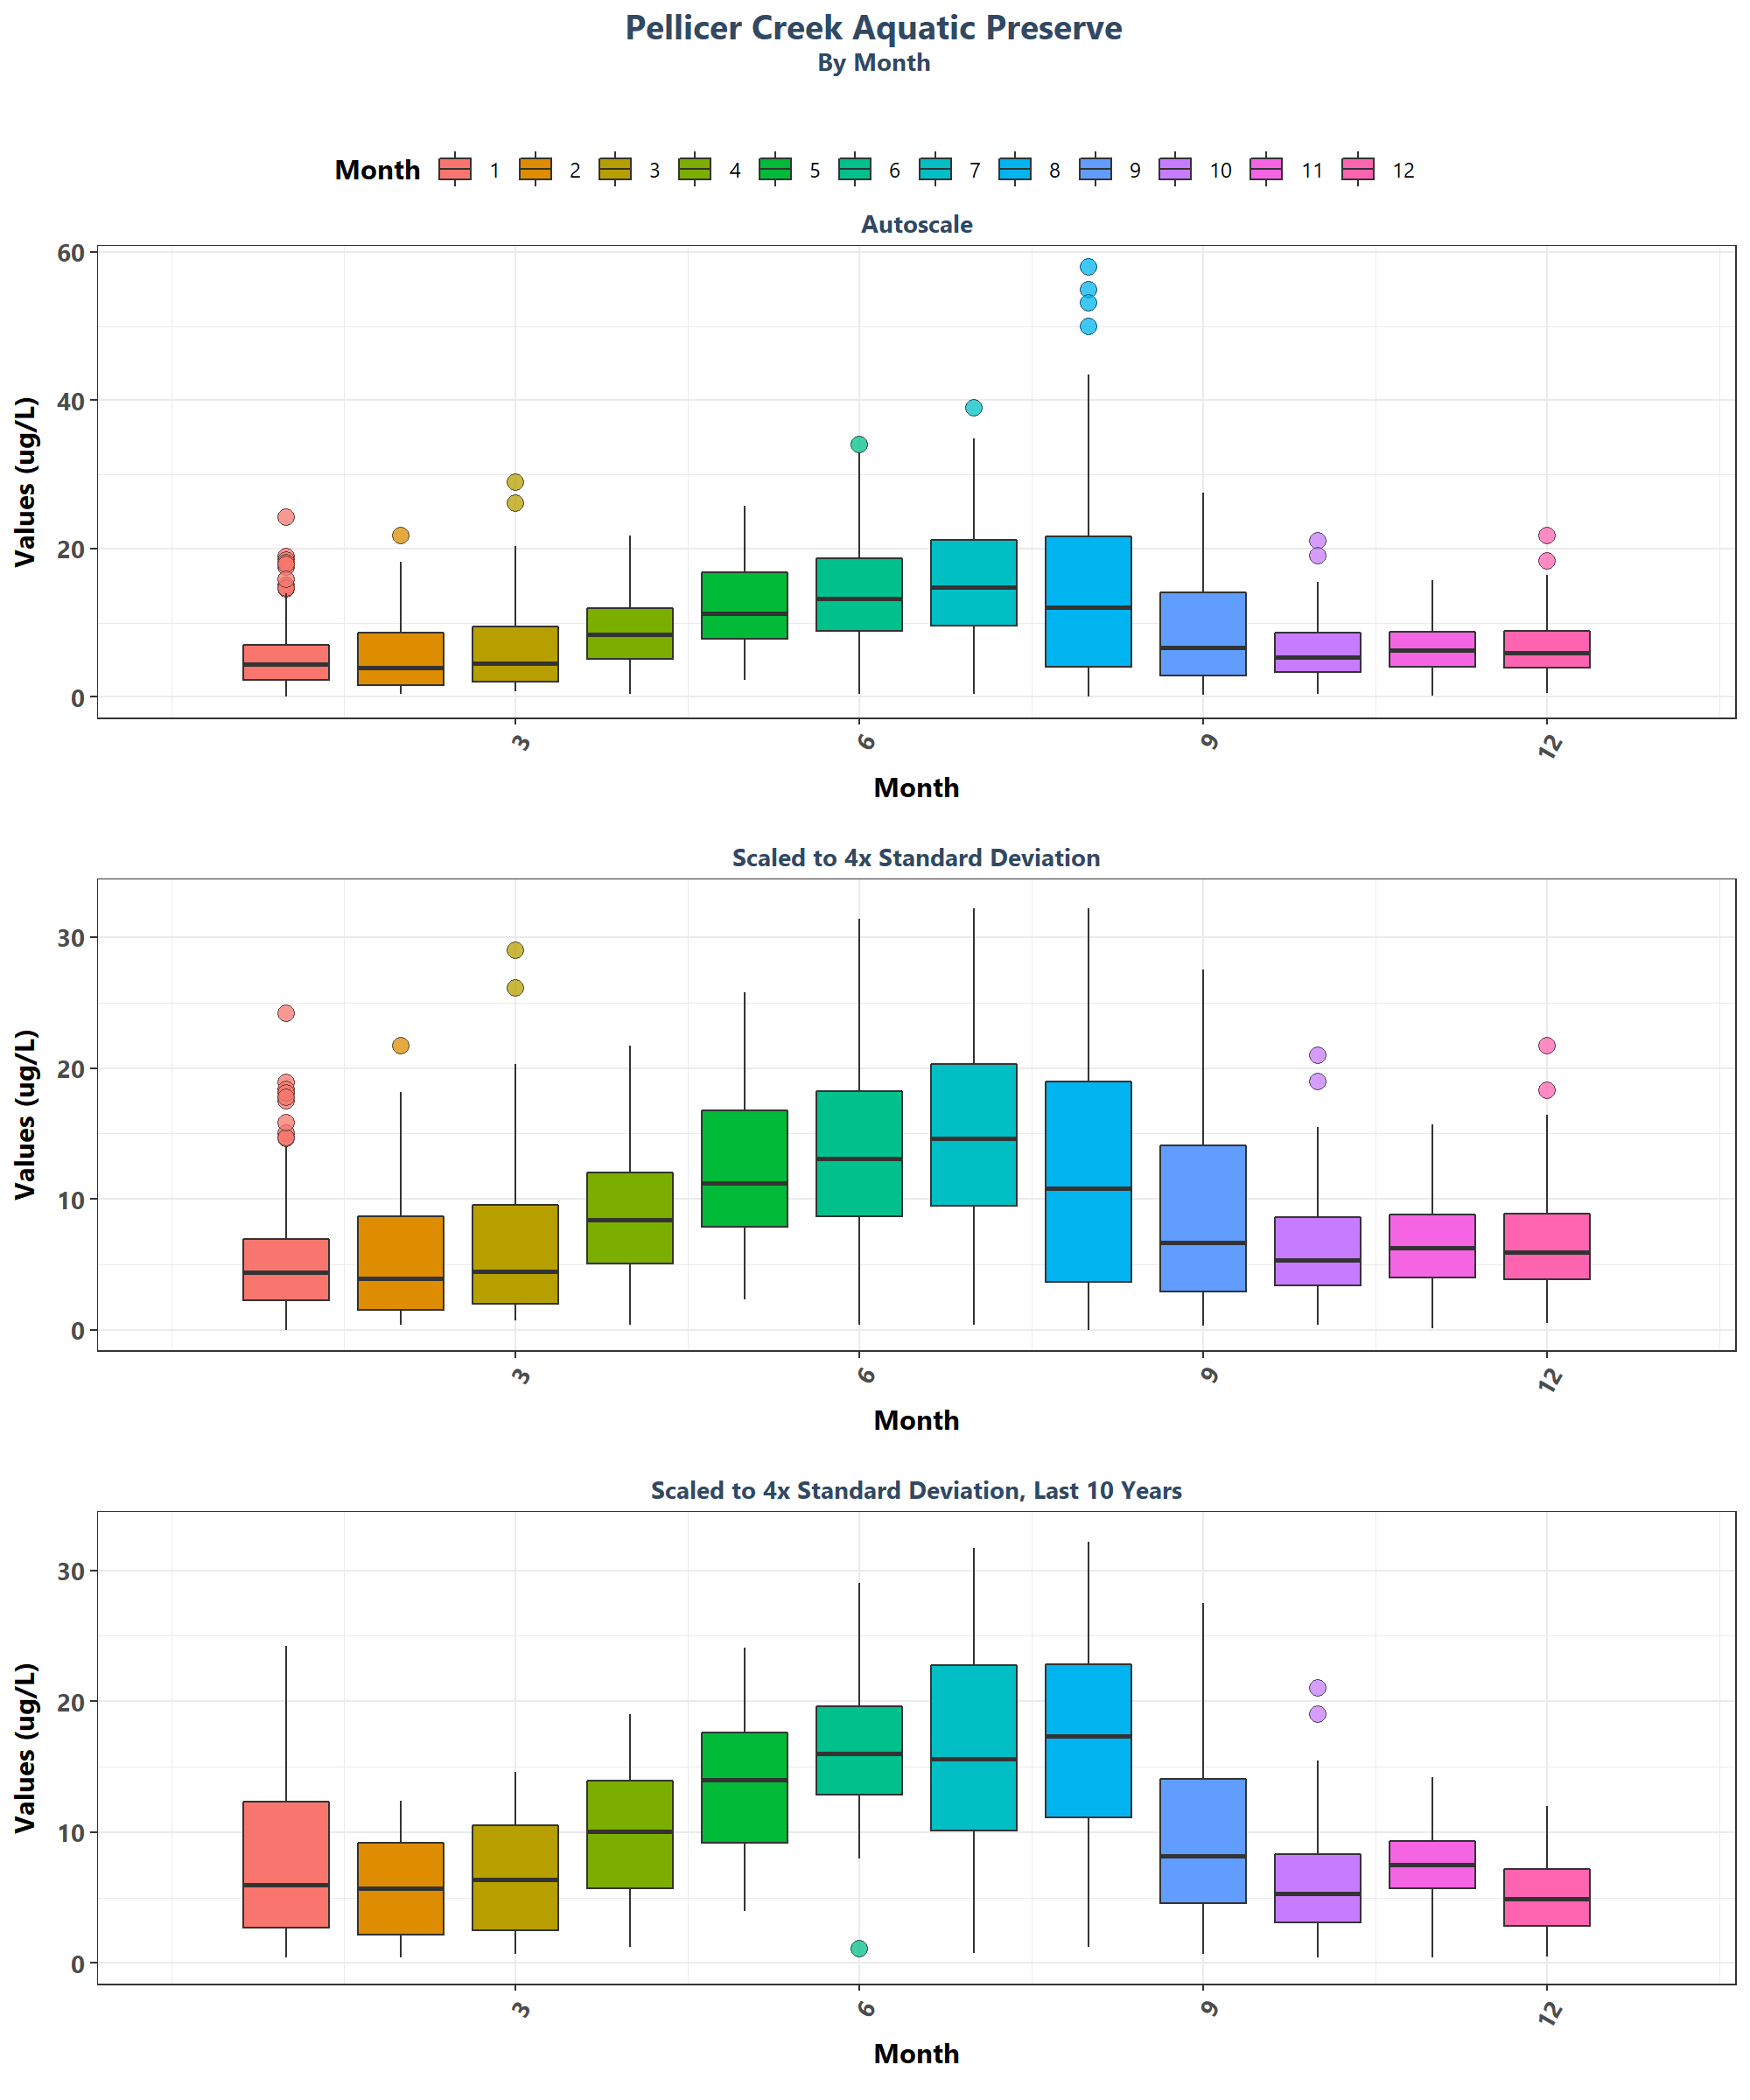 Pellicer Creek Aquatic Preserve
By Month
Month 1 2 3 4 5 6 7 8 9 10 11 12
Autoscale
Values (ug/L)
60
40
20
0
3 6 9 12
Month
Scaled to 4x Standard Deviation
Values (ug/L)
30
20
10
0
3 6 9 12
Month
Scaled to 4x Standard Deviation, Last 10 Years
Values (ug/L)
30
20
10
0
3 6 9 12
Month